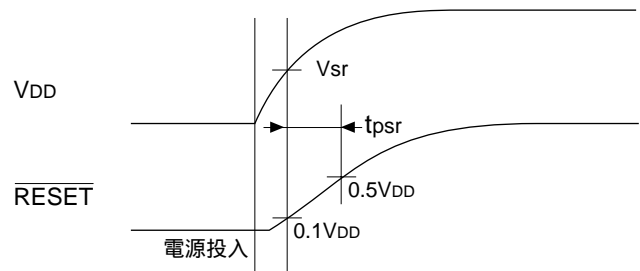 Vsr
VDD
tpsr
RESET
0.5VDD
0.1VDD
電源投入